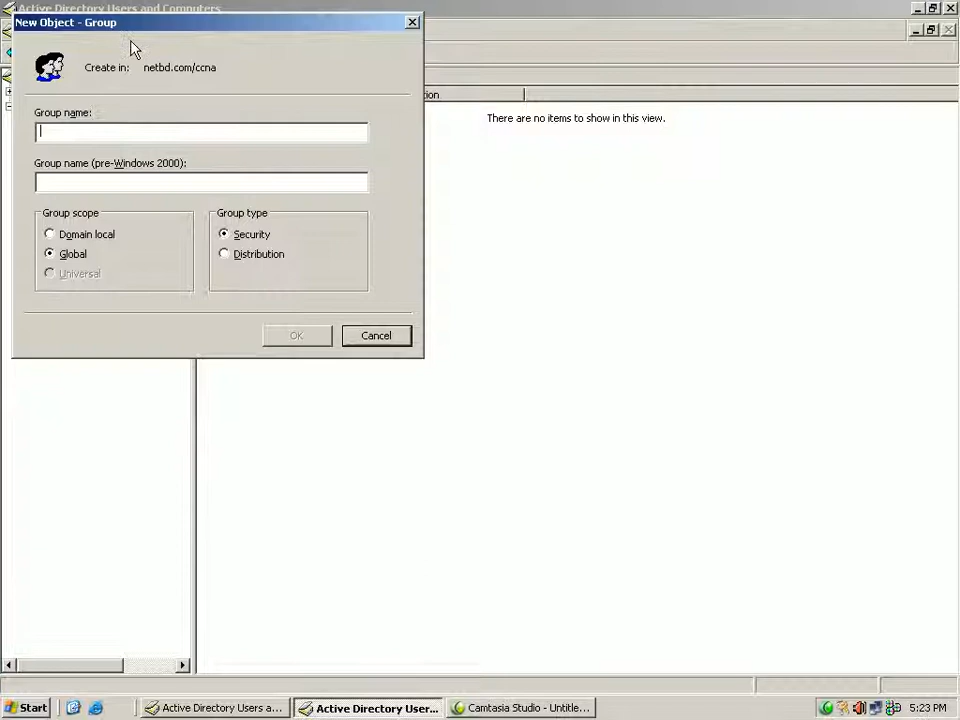 Active Directory Users and Computers
New Object - Group
Create in: netbd.com/ccna
Group name:
Group name (pre-Windows 2000):
Group scope
Domain local
Global
Universal
Group type
Security
Distribution
OK
Cancel
There are no items to show in this view.
Start
Active Directory Users a...
Active Directory User...
Camtasia Studio - Untitle...
5:23 PM